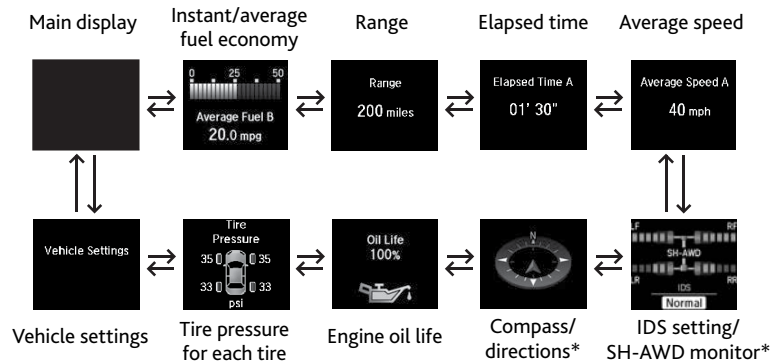 Main display
Instant/average
fuel economy
Range
Elapsed time
Average speed
0 25 50
Average Fuel B
20.0 mpg
Range
200 miles
Elapsed Time A
01' 30"
Average Speed A
40 mph
Vehicle Settings
Tire
Pressure
35 35
33 33
psi
Oil Life
100%
N
LF RF
SH-AWD
LR RR
IDS
Normal
Vehicle settings
Tire pressure
for each tire
Engine oil life
Compass/
directions*
IDS setting/
SH-AWD monitor*